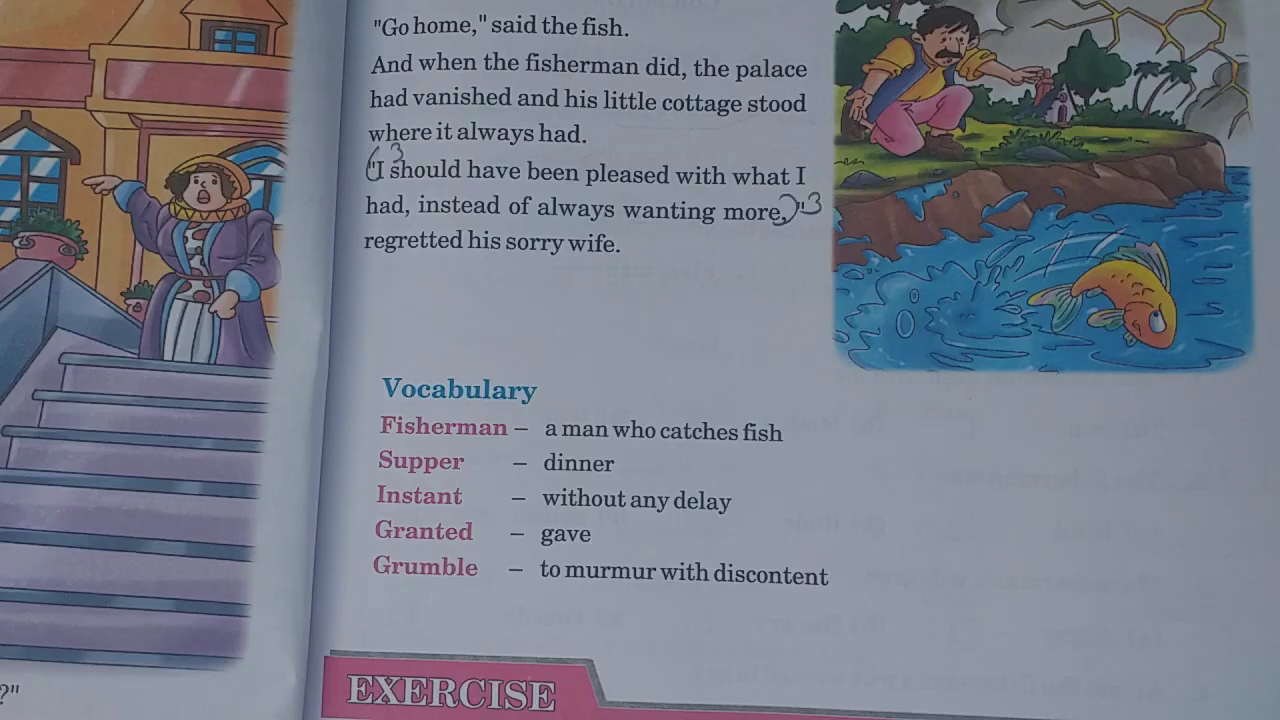 "Go home," said the fish.
And when the fisherman did, the palace
had vanished and his little cottage stood
where it always had.
3
"I should have been pleased with what I
had, instead of always wanting more," 3
regretted his sorry wife.
Vocabulary
Fisherman – a man who catches fish
Supper – dinner
Instant – without any delay
Granted – gave
Grumble – to murmur with discontent
?"
EXERCISE